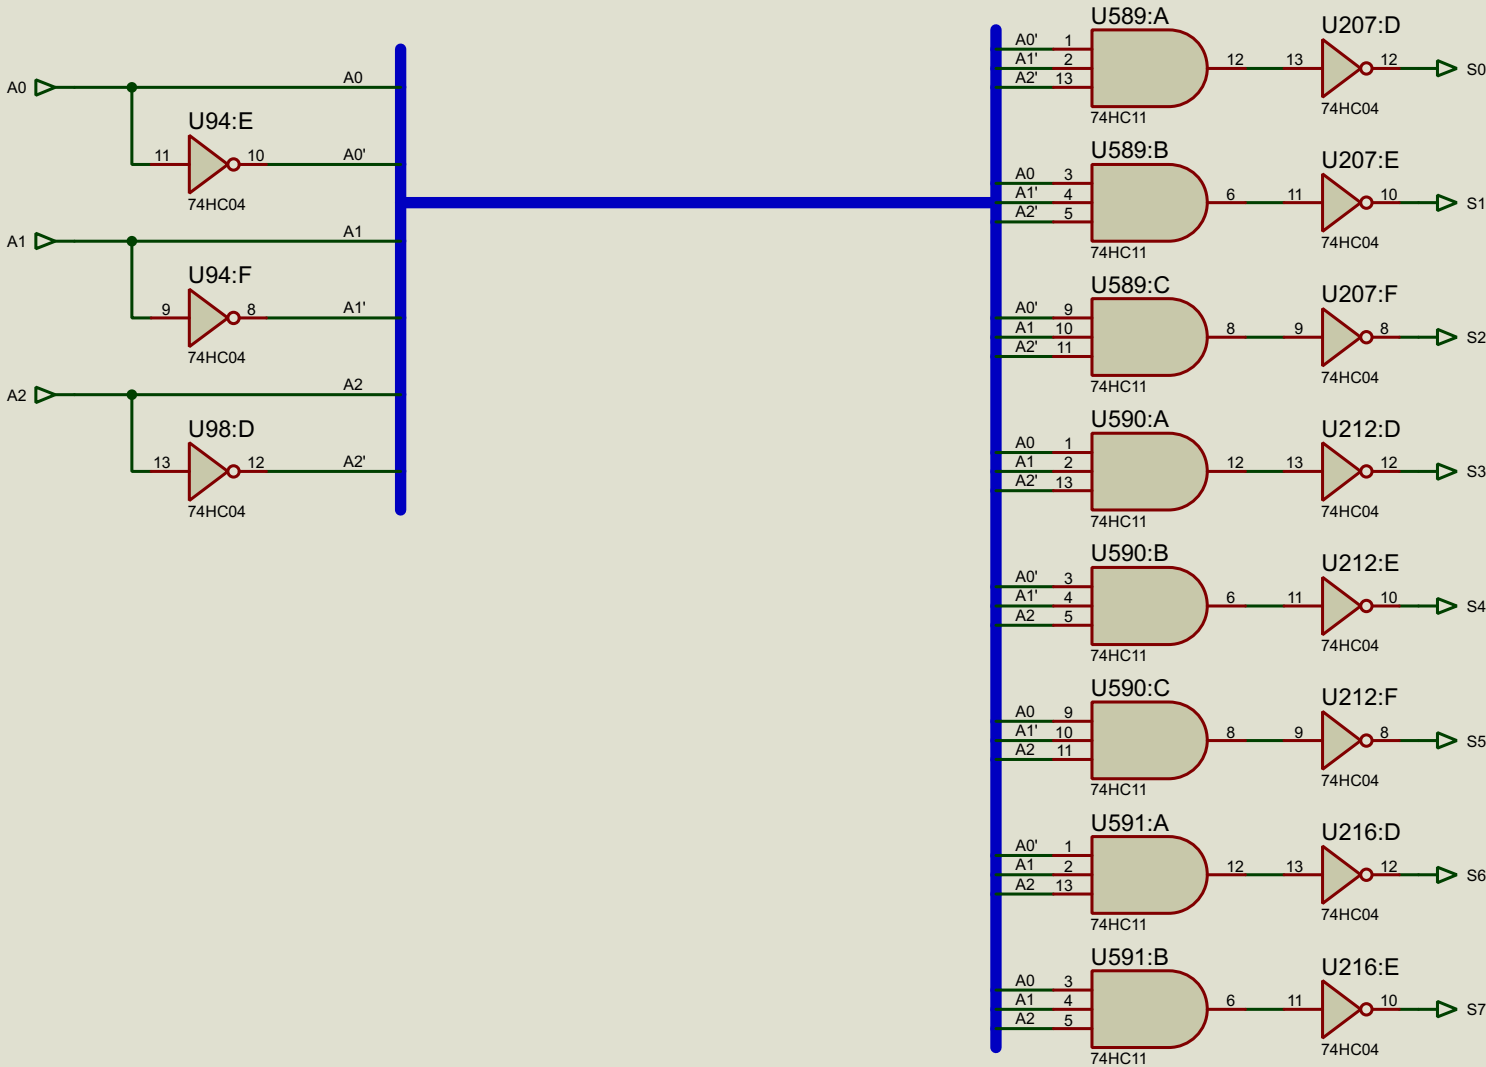 A0
A0
U94:E
11
10
A0'
74HC04
A1
A1
U94:F
9
8
A1'
74HC04
A2
A2
U98:D
13
12
A2'
74HC04
U589:A
A0' 1
A1' 2
A2' 13
12
74HC11
U207:D
13
12
S0
74HC04
U589:B
A0 3
A1' 4
A2' 5
6
74HC11
U207:E
11
10
S1
74HC04
U589:C
A0' 9
A1 10
A2' 11
8
74HC11
U207:F
9
8
S2
74HC04
U590:A
A0 1
A1 2
A2' 13
12
74HC11
U212:D
13
12
S3
74HC04
U590:B
A0' 3
A1' 4
A2 5
6
74HC11
U212:E
11
10
S4
74HC04
U590:C
A0 9
A1' 10
A2 11
8
74HC11
U212:F
9
8
S5
74HC04
U591:A
A0' 1
A1 2
A2 13
12
74HC11
U216:D
13
12
S6
74HC04
U591:B
A0 3
A1 4
A2 5
6
74HC11
U216:E
11
10
S7
74HC04